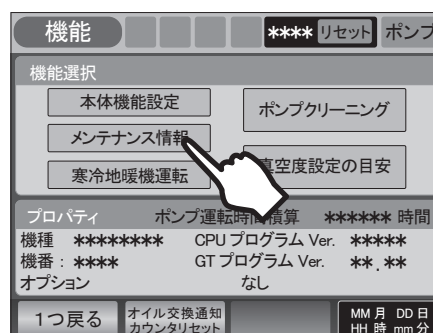 機能 **** リセット ポンプ
機能選択
本体機能設定 ポンプクリーニング
メンテナンス情報
寒冷地暖機運転 真空度設定の目安
プロパティ ポンプ運転時間積算 ****** 時間
機種 ******** CPU プログラム Ver. *****
機番 : **** GT プログラム Ver. **.**
オプション なし
1つ戻る オイル交換通知 MM 月 DD 日
カウンタリセット HH 時 mm 分